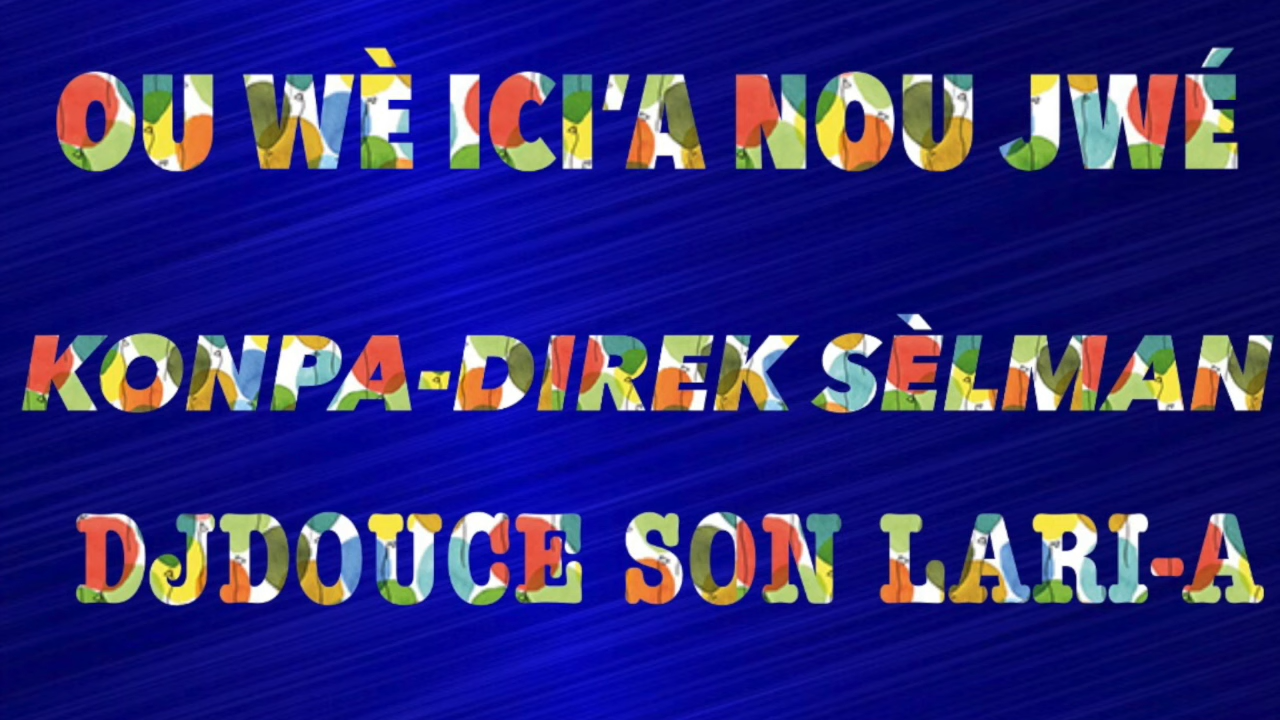 OU WÈ ICI'A NOU JWÉ
KONPA-DIREK SÈLMAN
DJDOUCE SON LARI-A